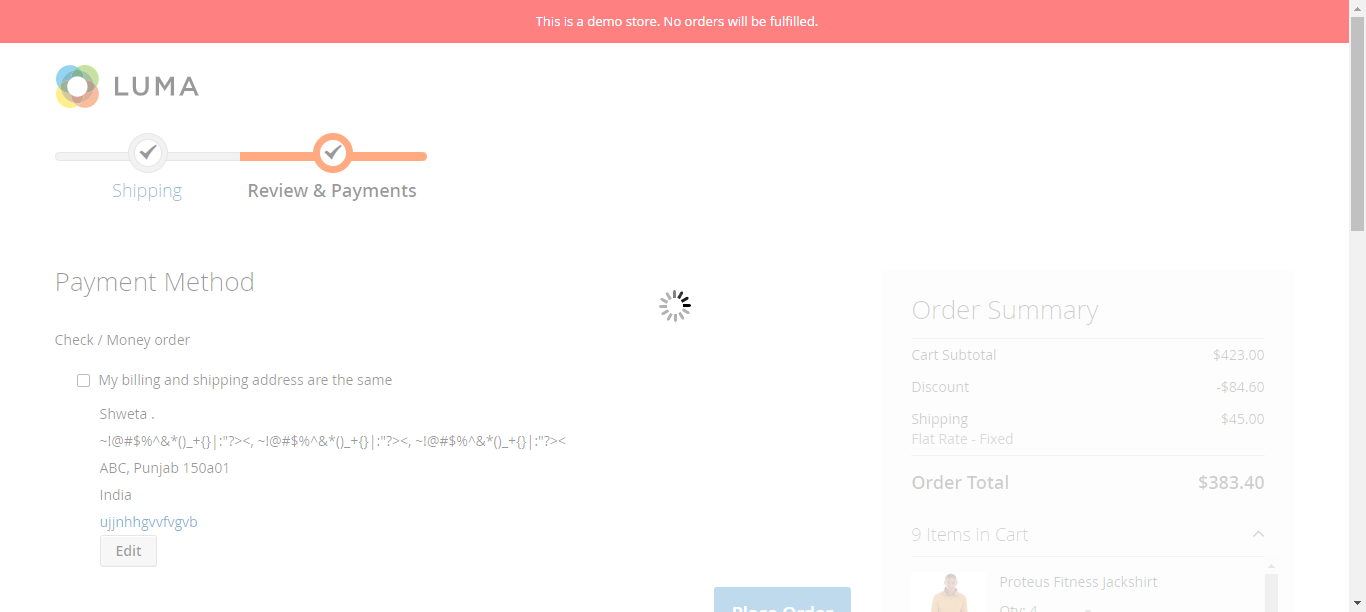 This is a demo store. No orders will be fulfilled.
LUMA
Shipping
Review & Payments
Payment Method
Check / Money order
My billing and shipping address are the same
Shweta .
~!@#$%^&*()_+{}|:"?><, ~!@#$%^&*()_+{}|:"?><, ~!@#$%^&*()_+{}|:"?><
ABC, Punjab 150a01
India
ujjnhhgvvfvgvb
Edit
Place Order
Order Summary
Cart Subtotal $423.00
Discount -$84.60
Shipping $45.00
Flat Rate - Fixed
Order Total $383.40
9 Items in Cart
Proteus Fitness Jackshirt
Qty: 4